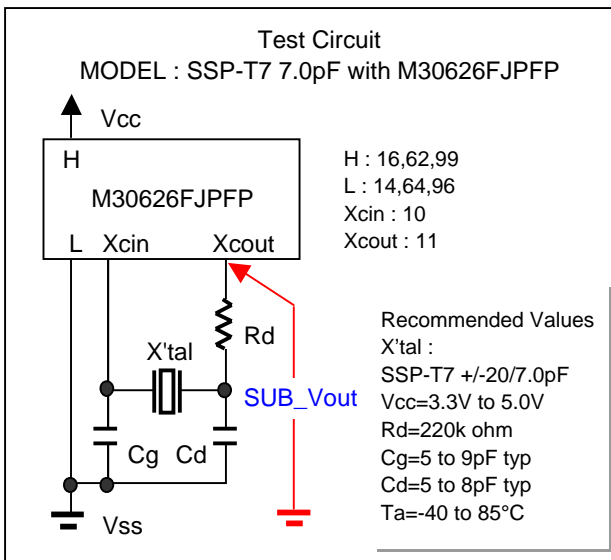 Test Circuit
MODEL : SSP-T7 7.0pF with M30626FJPFP
Vcc
H
M30626FJPFP
L Xcin Xcout
H : 16,62,99
L : 14,64,96
Xcin : 10
Xcout : 11
Rd
X'tal
SUB_Vout
Cg Cd
Vss
Recommended Values
X'tal :
SSP-T7 +/-20/7.0pF
Vcc=3.3V to 5.0V
Rd=220k ohm
Cg=5 to 9pF typ
Cd=5 to 8pF typ
Ta=-40 to 85°C